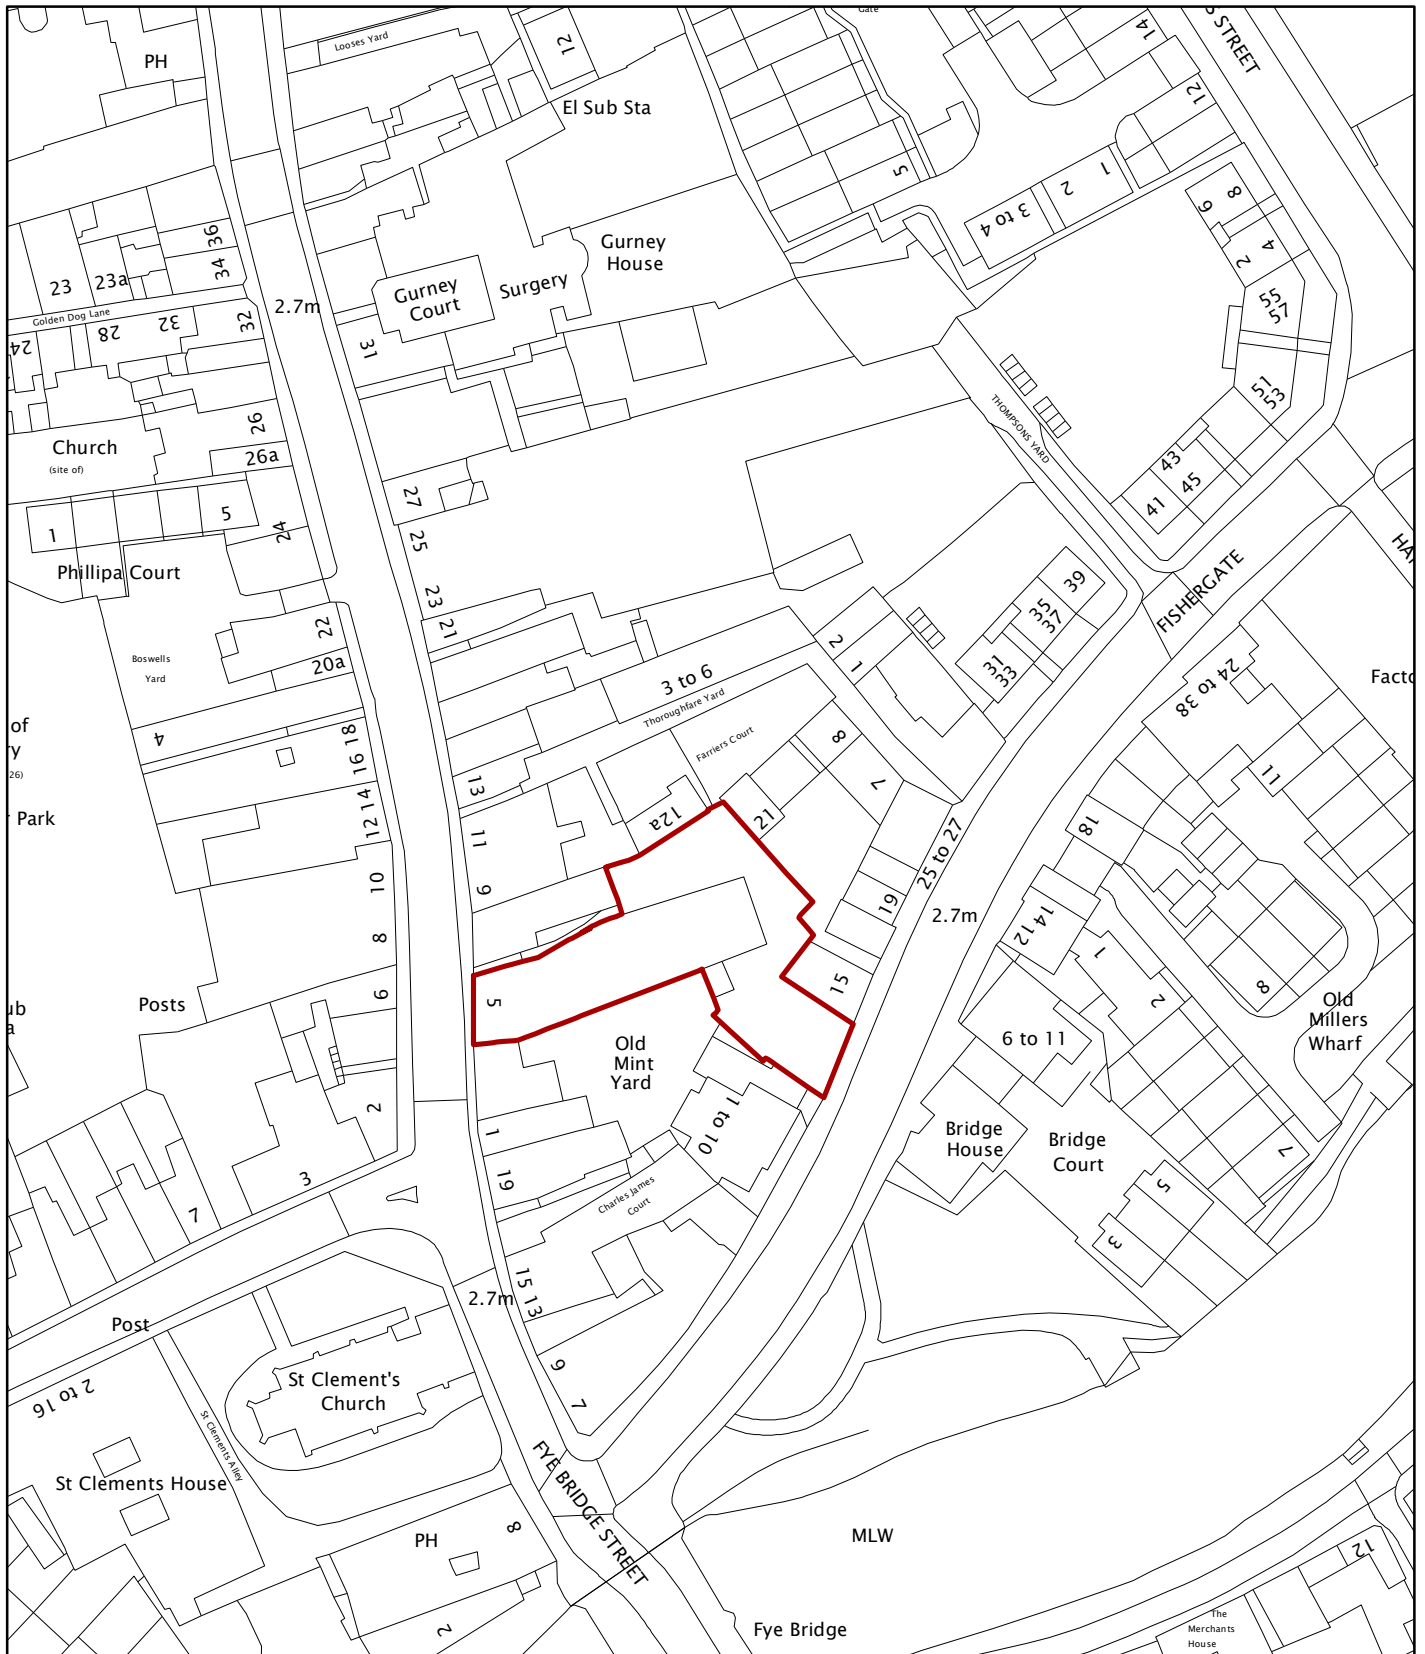 Gate
PH
Looses Yard
12
El Sub Sta
14
S STREET
12
5
1
2
3 to 4
8
6
4
2
36
34
23
23a
Golden Dog Lane
24
28
32
32
2.7m
Gurney
Court
Surgery
Gurney
House
31
55
57
51
53
THOMPSONS YARD
43
45
41
26
26a
Church
(site of)
27
25
1
5
24
Phillipa Court
23
21
22
20a
Boswells
Yard
4
FISHERGATE
39
35
37
31
33
2
1
3 to 6
Thoroughfare Yard
Farriers Court
8
7
24 to 38
11
Facto
of
ry
26)
Park
18
16
14
12
13
11
12a
21
25 to 27
18
9
10
8
6
19
2.7m
14
12
1
2
8
15
5
Posts
ub
a
Old
Mint
Yard
6 to 11
Old
Millers
Wharf
2
1
1 to 10
Bridge
House
Bridge
Court
7
5
3
3
7
19
Charles James
Court
15
13
2.7m
Post
9
7
2 to 16
St Clement's
Church
St Clements Alley
St Clements House
FYE BRIDGE STREET
PH
8
2
MLW
Fye Bridge
12
The
Merchants
House